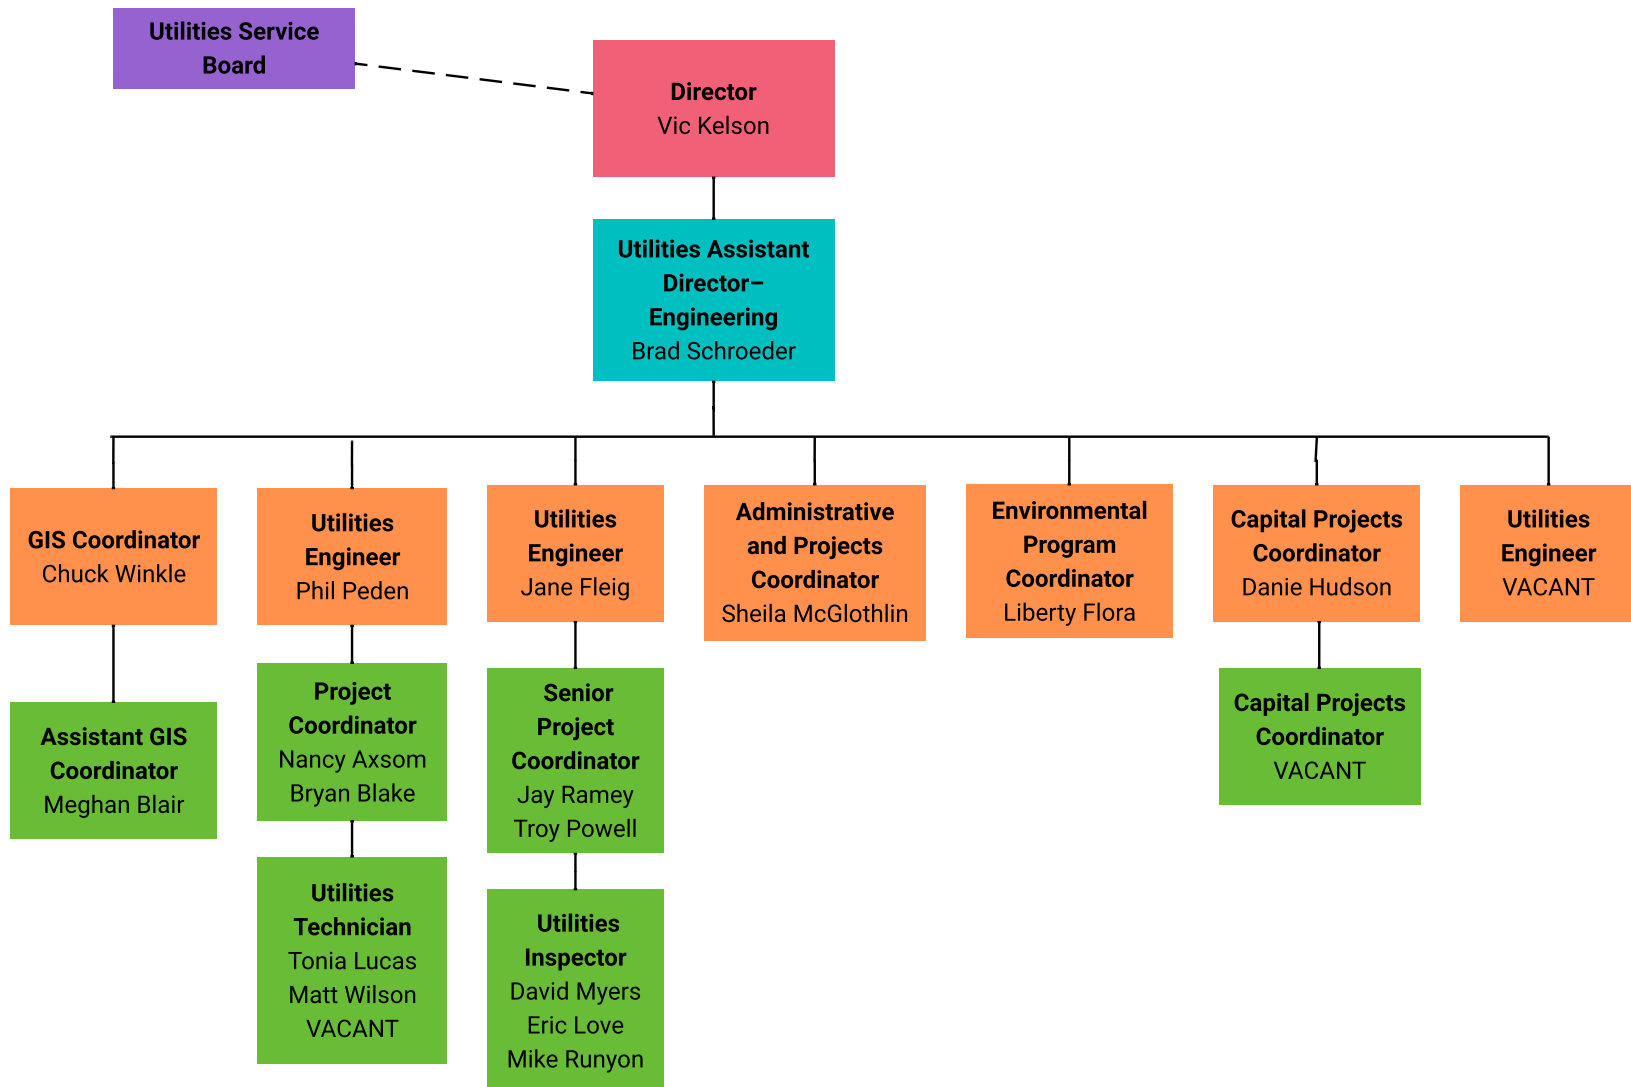 Utilities Service
Board
Director
Vic Kelson
Utilities Assistant
Director–
Engineering
Brad Schroeder
GIS Coordinator
Chuck Winkle
Utilities
Engineer
Phil Peden
Utilities
Engineer
Jane Fleig
Administrative
and Projects
Coordinator
Sheila McGlothlin
Environmental
Program
Coordinator
Liberty Flora
Capital Projects
Coordinator
Danie Hudson
Utilities
Engineer
VACANT
Assistant GIS
Coordinator
Meghan Blair
Project
Coordinator
Nancy Axsom
Bryan Blake
Senior
Project
Coordinator
Jay Ramey
Troy Powell
Capital Projects
Coordinator
VACANT
Utilities
Technician
Tonia Lucas
Matt Wilson
VACANT
Utilities
Inspector
David Myers
Eric Love
Mike Runyon